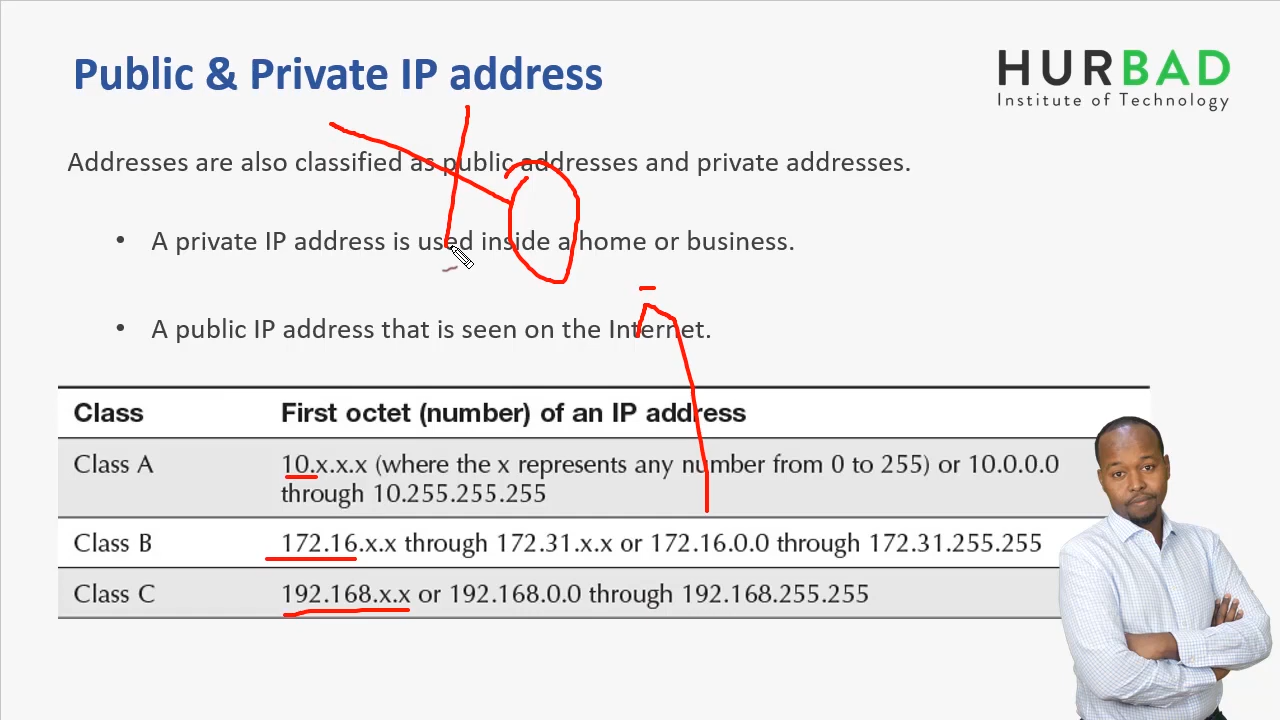 Public & Private IP address
HURBAD
Institute of Technology
Addresses are also classified as public addresses and private addresses.
• A private IP address is used inside a home or business.
• A public IP address that is seen on the Internet.
Class First octet (number) of an IP address
Class A 10.x.x.x (where the x represents any number from 0 to 255) or 10.0.0.0
through 10.255.255.255
Class B 172.16.x.x through 172.31.x.x or 172.16.0.0 through 172.31.255.255
Class C 192.168.x.x or 192.168.0.0 through 192.168.255.255